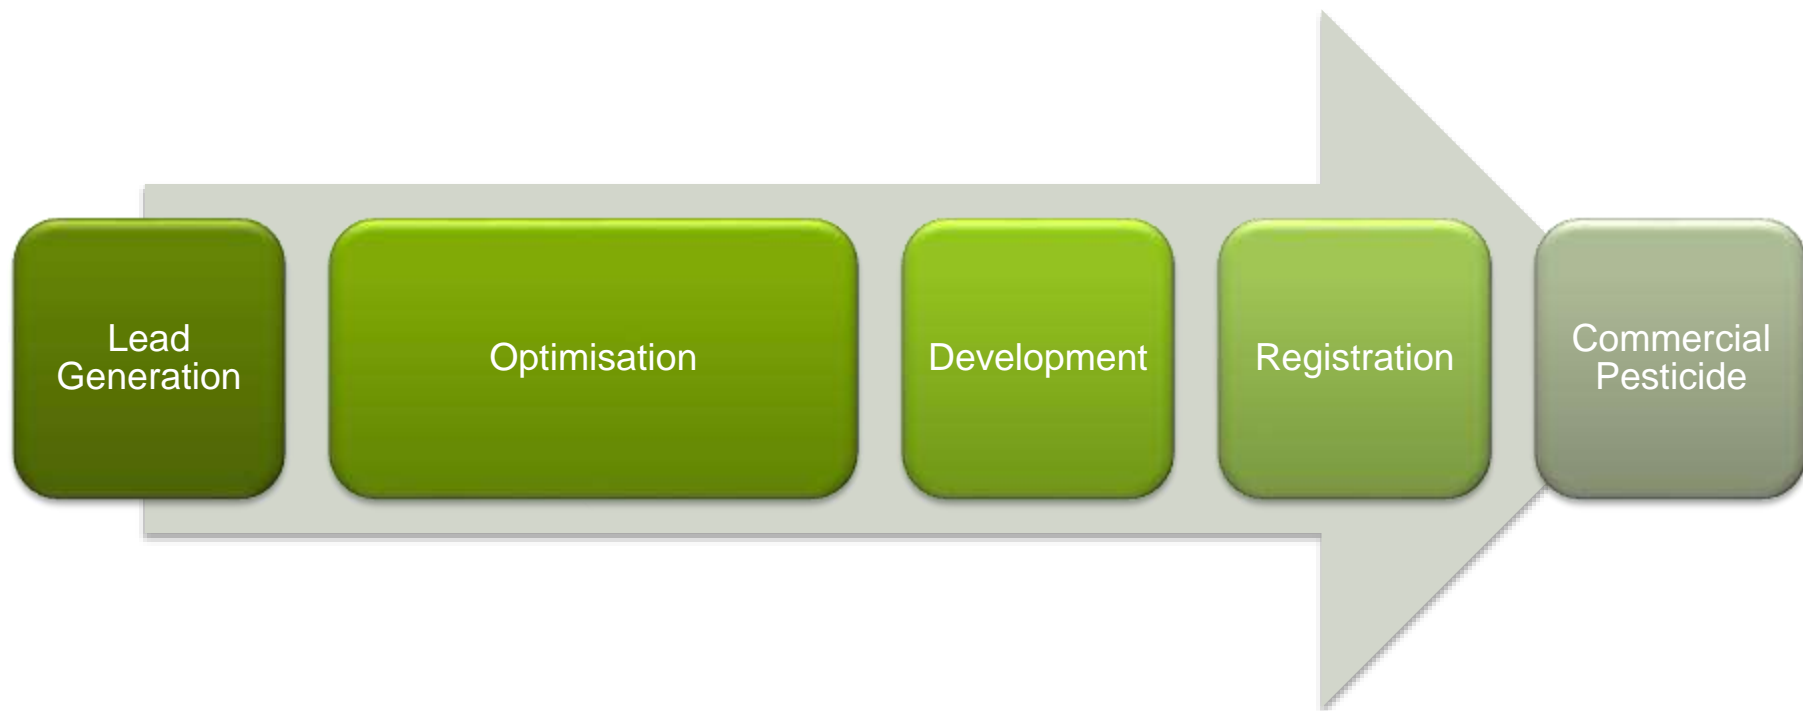 Lead
Generation
Optimisation
Development
Registration
Commercial
Pesticide